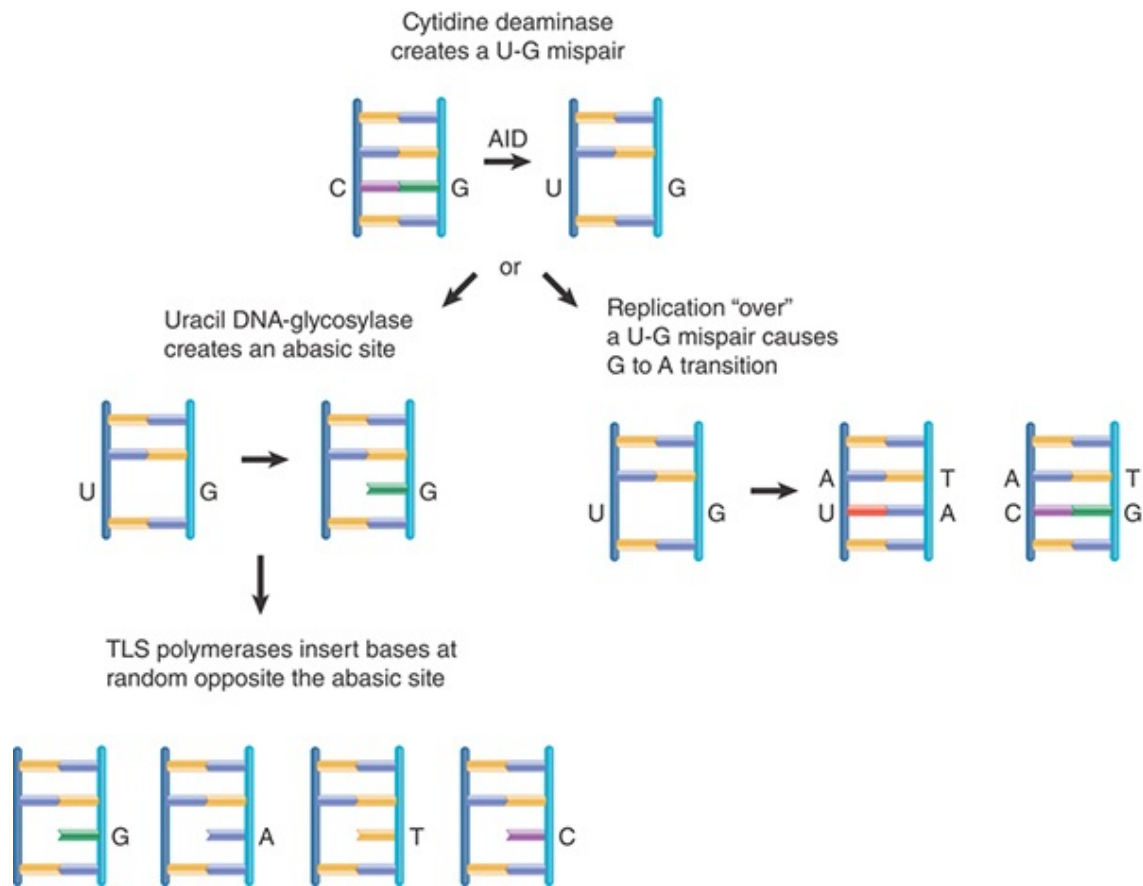 Cytidine deaminase
creates a U-G mispair
AID
C G U G
or
Uracil DNA-glycosylase
creates an abasic site
Replication “over”
a U-G mispair causes
G to A transition
U G G
U G A T A T
U A C G
TLS polymerases insert bases at
random opposite the abasic site
G A T C